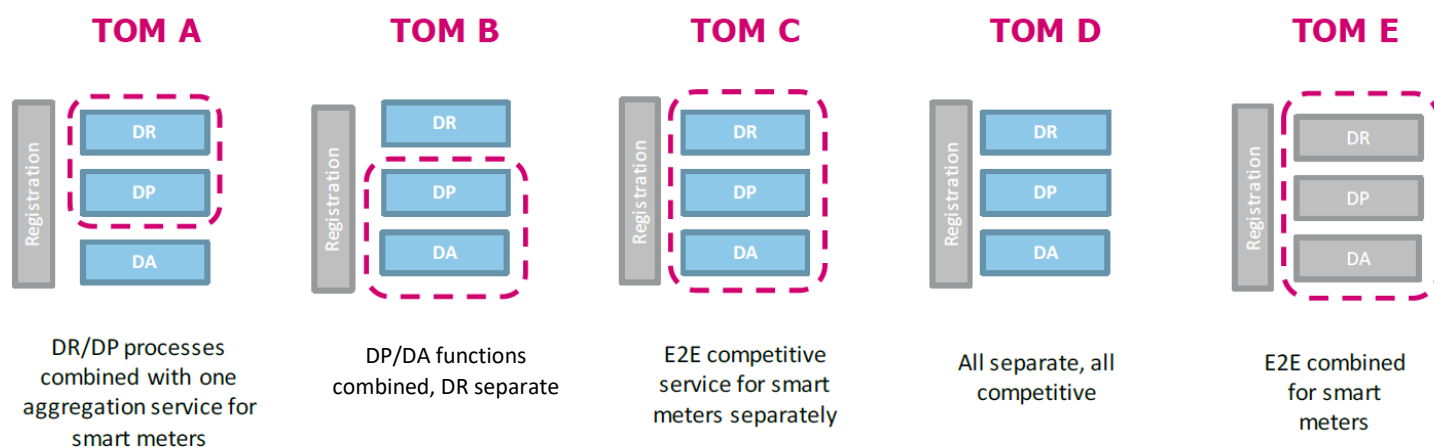 TOM A
Registration
DR
DP
DA
DR/DP processes
combined with one
aggregation service for
smart meters
TOM B
Registration
DR
DP
DA
DP/DA functions
combined, DR separate
TOM C
Registration
DR
DP
DA
E2E competitive
service for smart
meters separately
TOM D
Registration
DR
DP
DA
All separate, all
competitive
TOM E
Registration
DR
DP
DA
E2E combined
for smart
meters